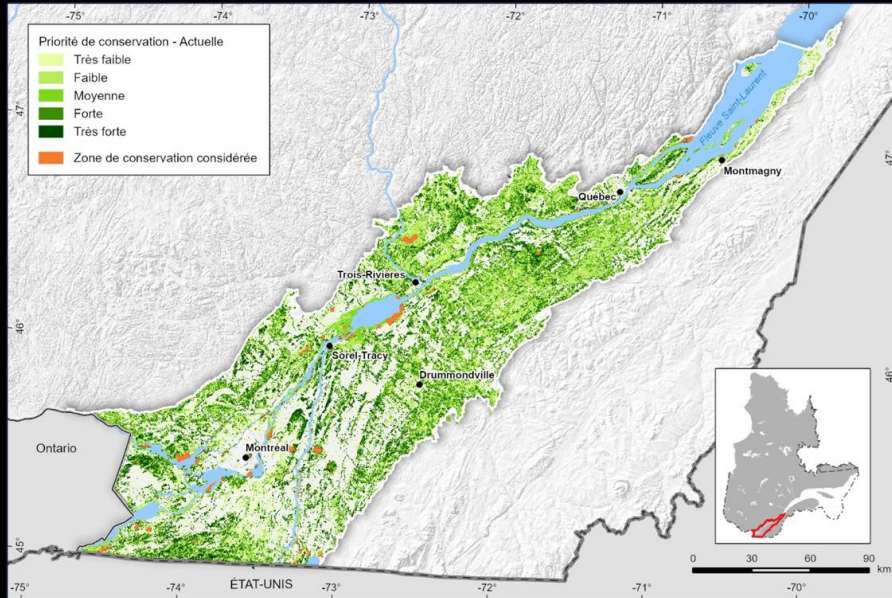 -75°
-74°
-73°
-72°
-71°
-70°
Priorité de conservation - Actuelle
Très faible
Faible
Moyenne
Forte
Très forte
Zone de conservation considérée
47°
47°
Fleuve Saint-Laurent
Montmagny
Québec
Trois-Rivières
46°
46°
Sorel-Tracy
Drummondville
Ontario
Montréal
45°
45°
ÉTAT-UNIS
0 30 60 90
km
-75°
-74°
-73°
-72°
-71°
-70°